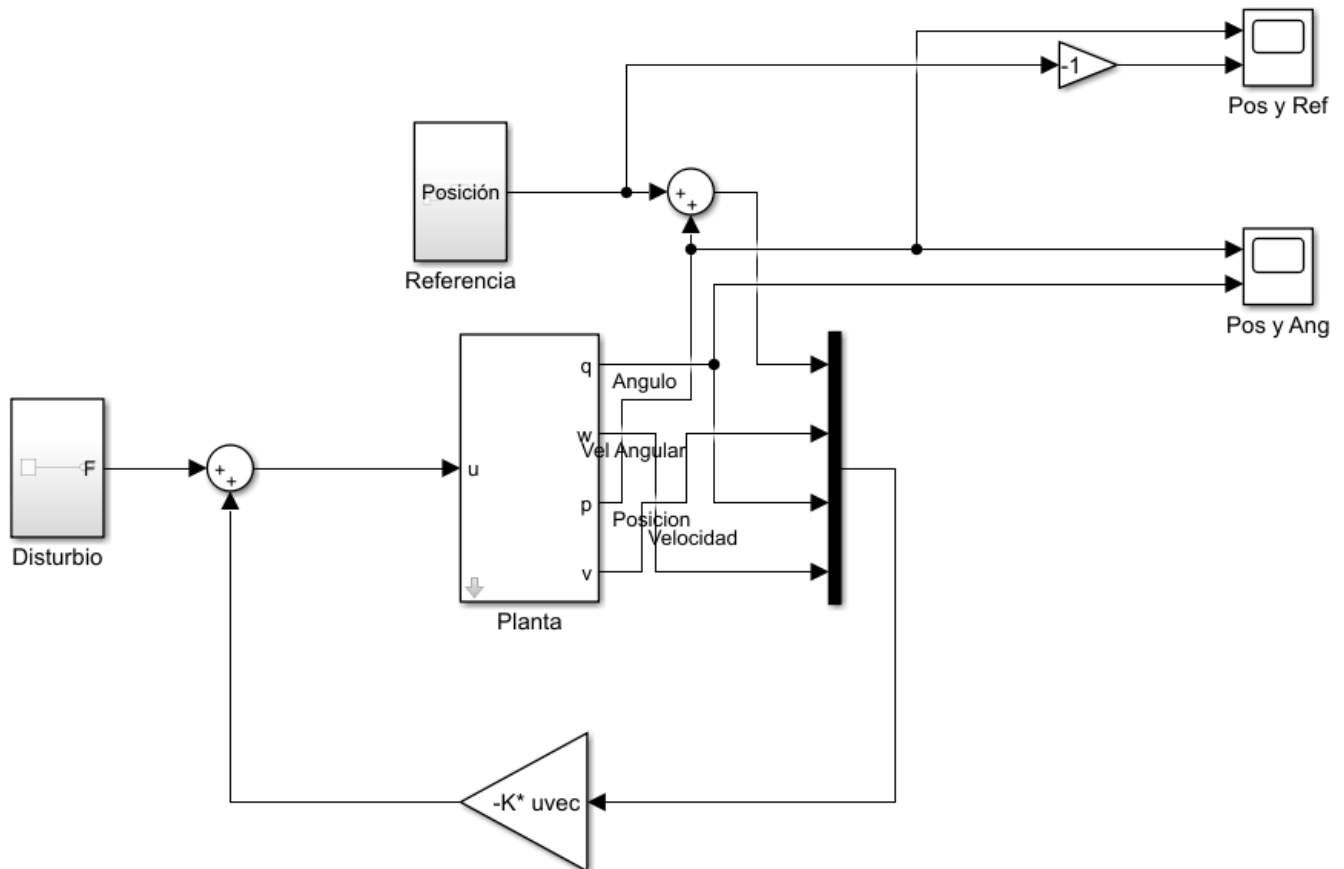 -1
Pos y Ref
Posición
+
+
Referencia
Pos y Ang
q
Angulo
w
Vel Angular
F
+
+
u
p
Posicion
Velocidad
Disturbio
v
Planta
-K* uvec